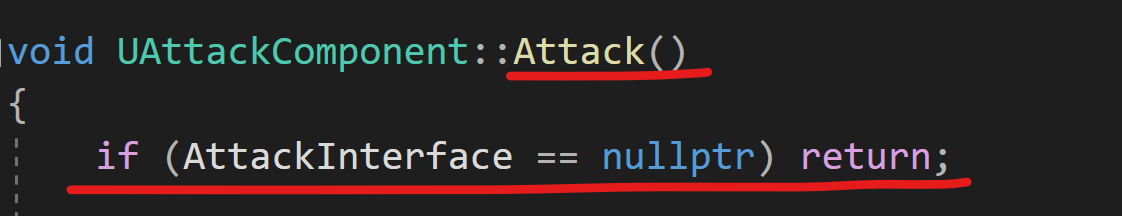 void UAttackComponent::Attack()
{
if (AttackInterface == nullptr) return;